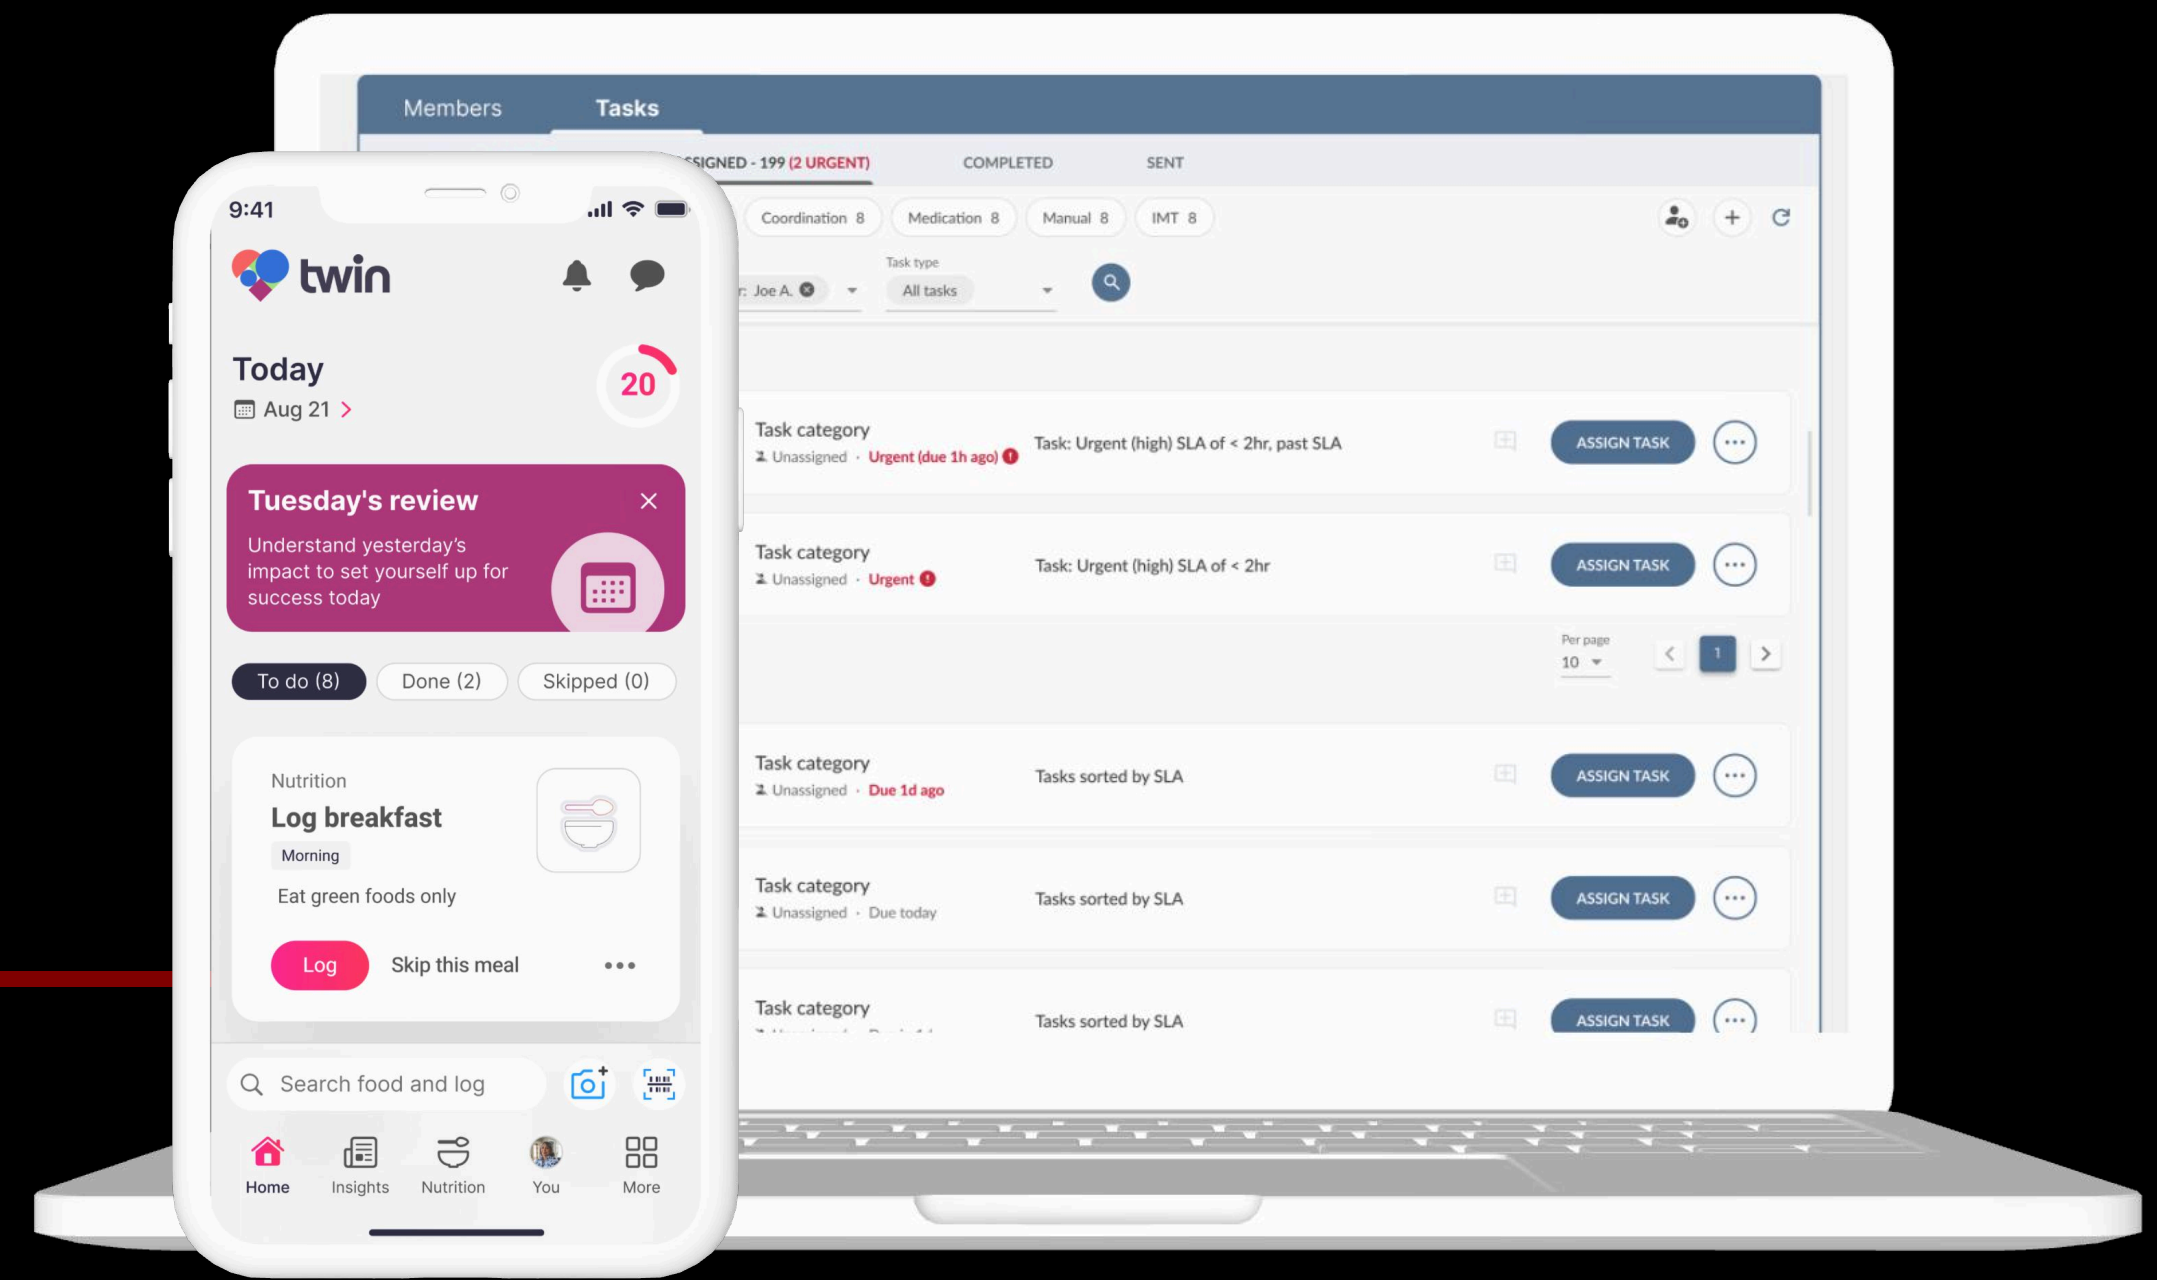 Members Tasks
SSIGNED - 199 (2 URGENT) COMPLETED SENT
Coordination 8 Medication 8 Manual 8 IMT 8
Task type
r: Joe A. All tasks
Task category
Unassigned · Urgent (due 1h ago)
Task: Urgent (high) SLA of < 2hr, past SLA
ASSIGN TASK
Task category
Unassigned · Urgent
Task: Urgent (high) SLA of < 2hr
ASSIGN TASK
Per page
10
1
Task category
Unassigned · Due 1d ago
Tasks sorted by SLA
ASSIGN TASK
Task category
Unassigned · Due today
Tasks sorted by SLA
ASSIGN TASK
Task category
Tasks sorted by SLA
ASSIGN TASK
9:41
twin
Today
20
Aug 21
Tuesday's review
Understand yesterday's
impact to set yourself up for
success today
To do (8) Done (2) Skipped (0)
Nutrition
Log breakfast
Morning
Eat green foods only
Log Skip this meal
Search food and log
Home Insights Nutrition You More